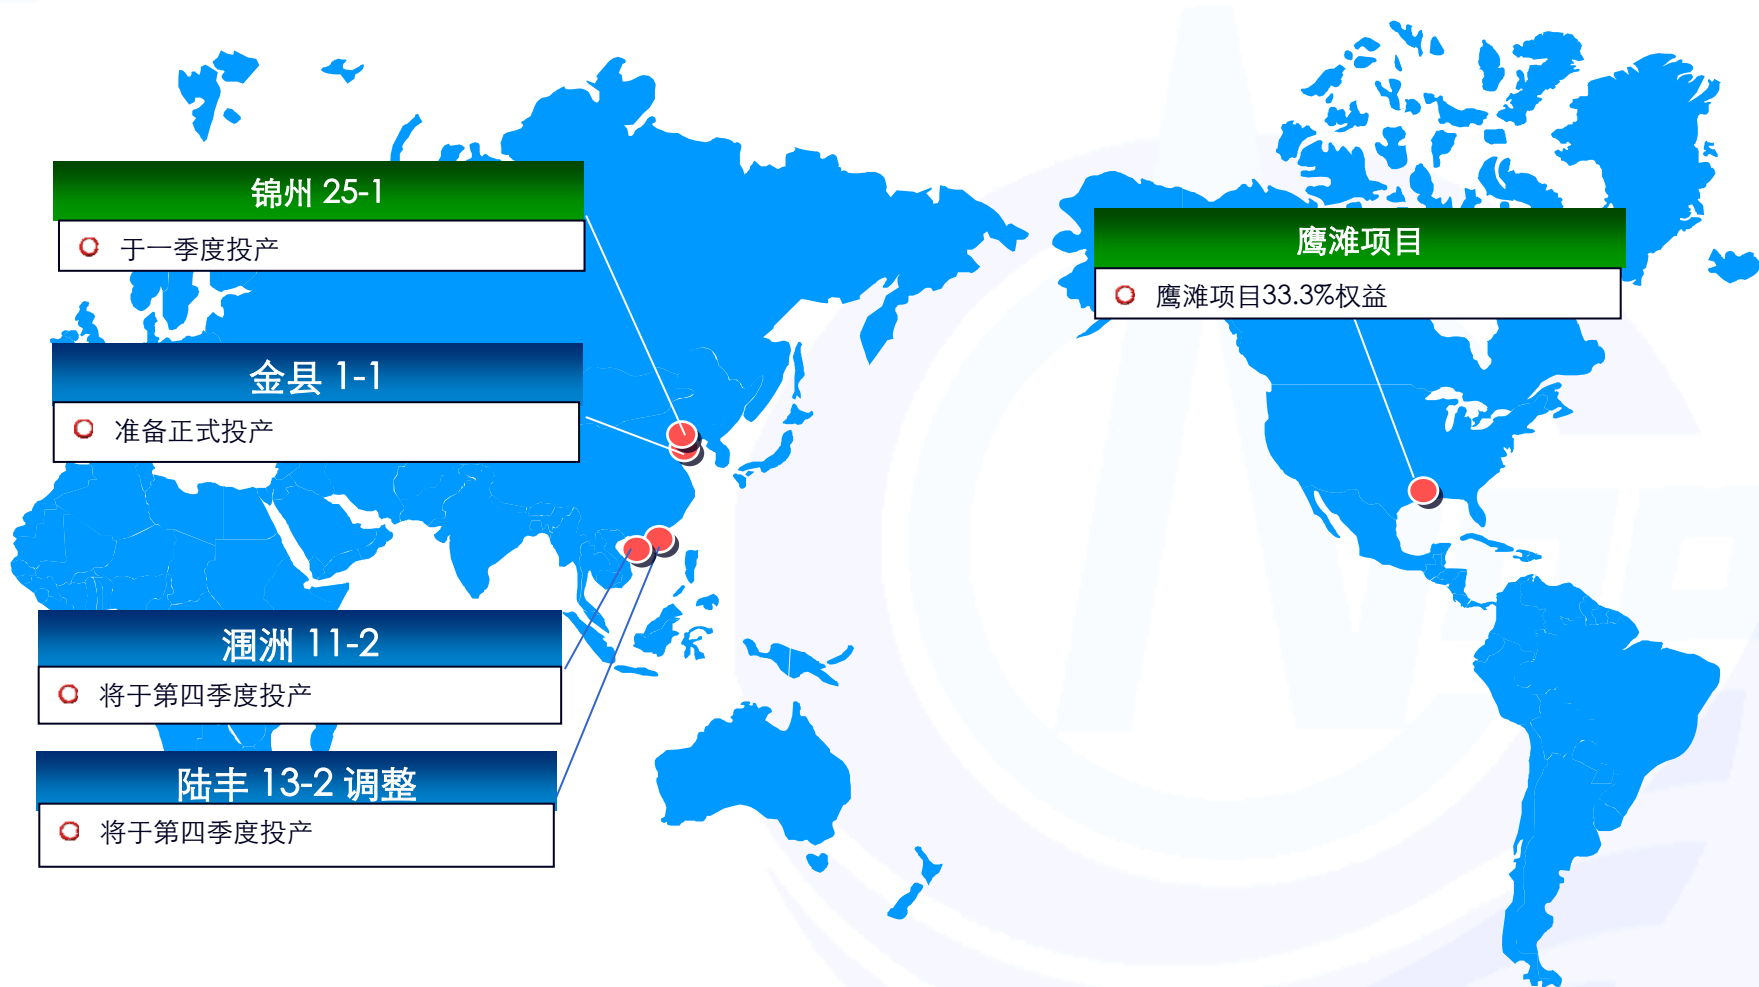 锦州 25-1
于一季度投产
鹰滩项目
鹰滩项目33.3%权益
金县 1-1
准备正式投产
涠洲 11-2
将于第四季度投产
陆丰 13-2 调整
将于第四季度投产